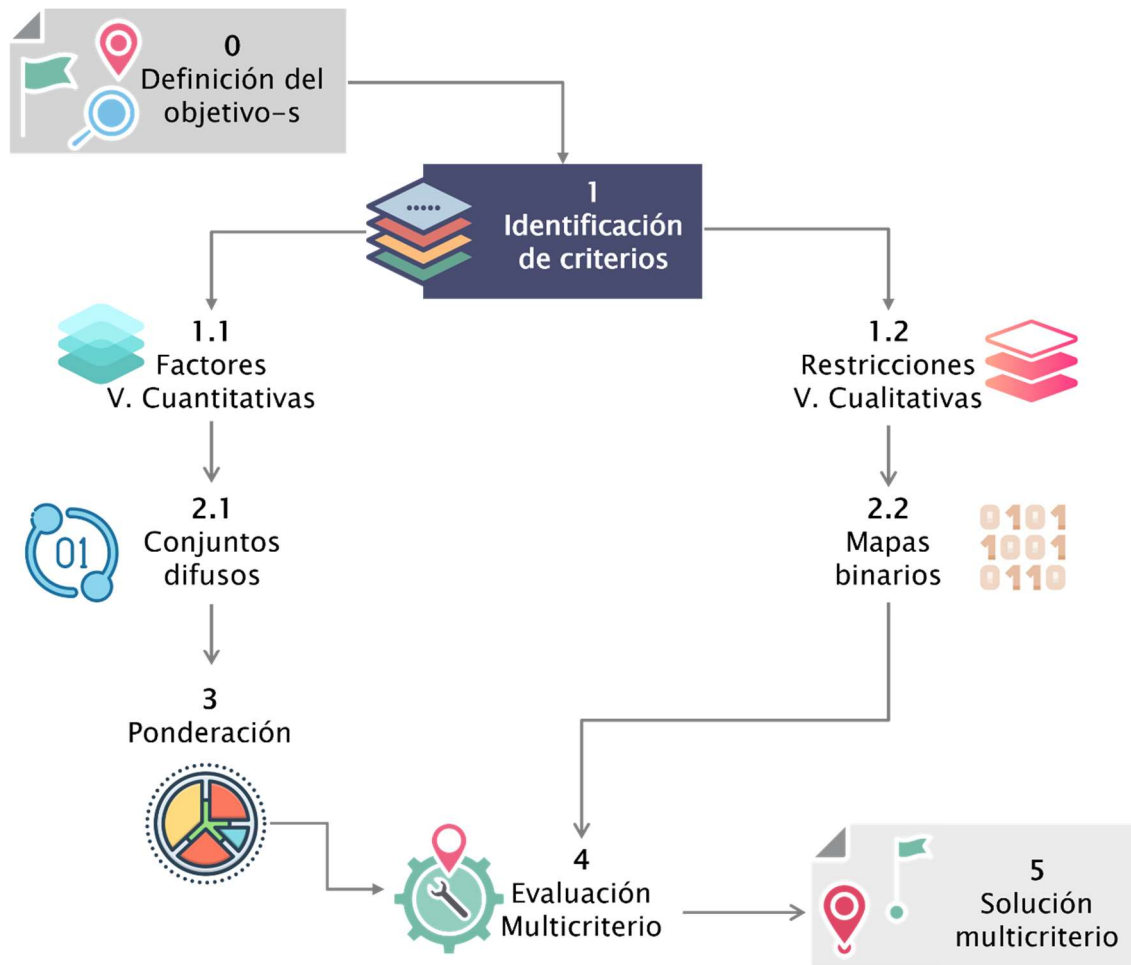 0
Definición del
objetivo-s
1
Identificación
de criterios
1.1
Factores
V. Cuantitativas
1.2
Restricciones
V. Cualitativas
2.1
Conjuntos
difusos
01
2.2
Mapas
binarios
0101
1001
0110
3
Ponderación
4
Evaluación
Multicriterio
5
Solución
multicriterio